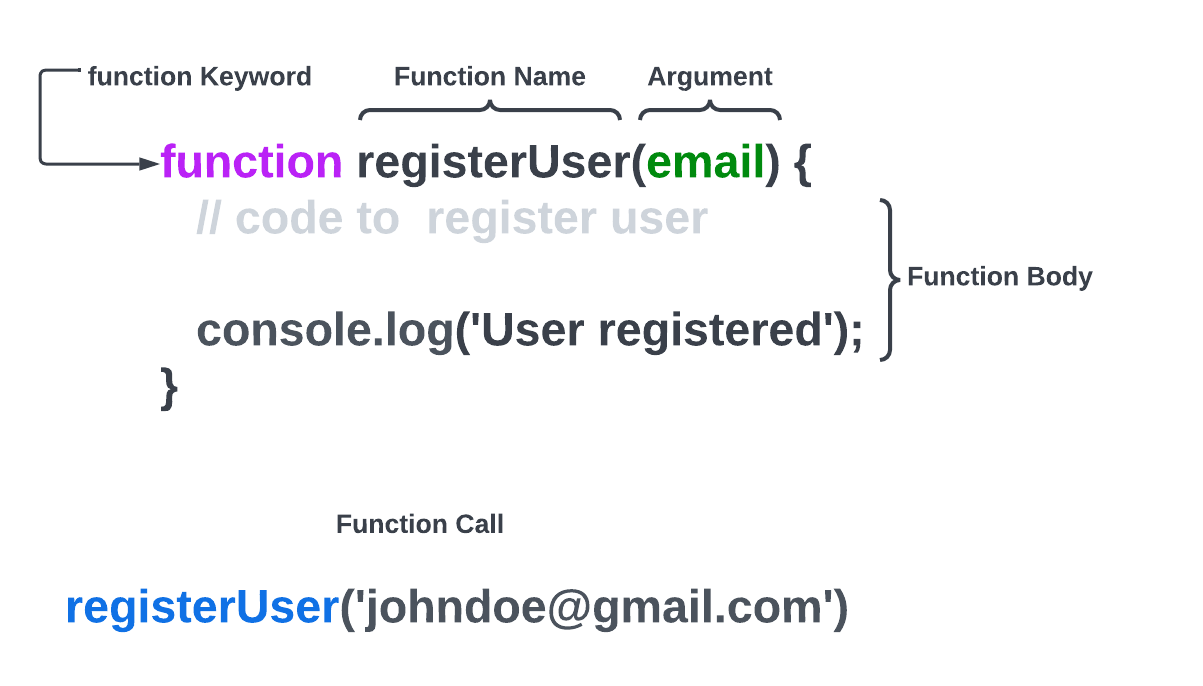 function Keyword Function Name Argument
function registerUser(email) {
// code to register user
Function Body
console.log('User registered');
}
Function Call
registerUser('johndoe@gmail.com')